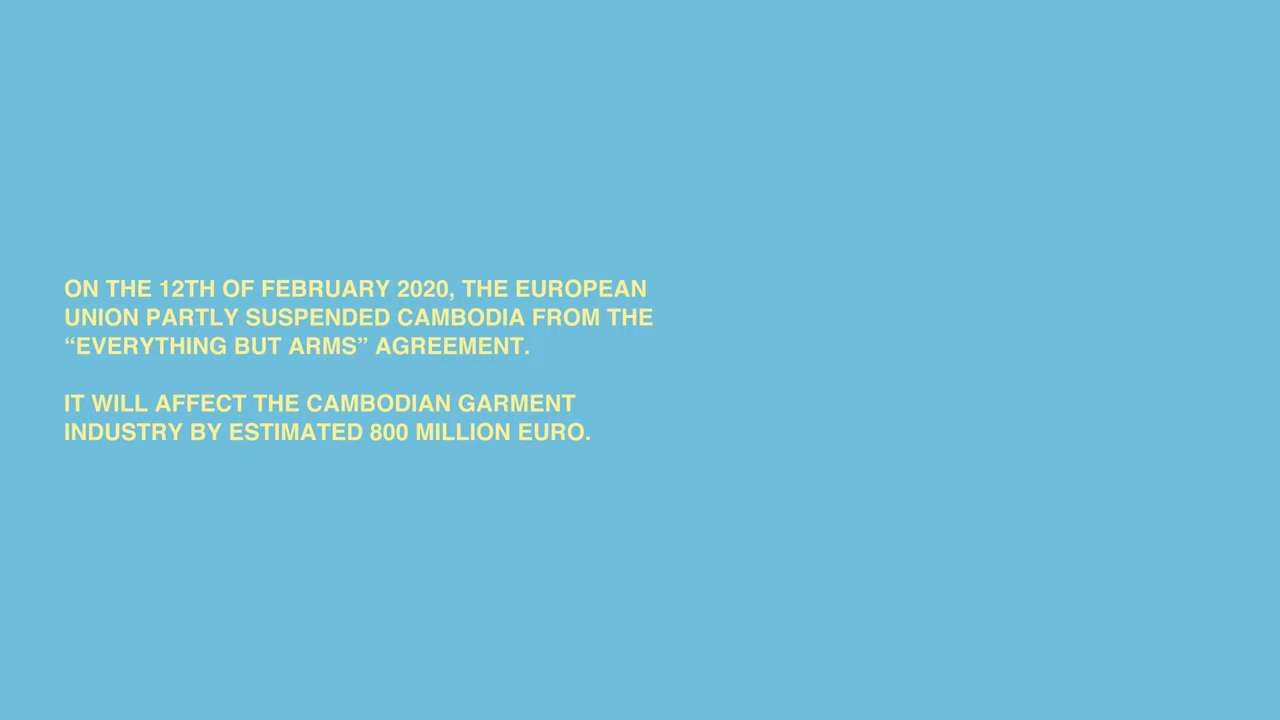 ON THE 12TH OF FEBRUARY 2020, THE EUROPEAN
UNION PARTLY SUSPENDED CAMBODIA FROM THE
“EVERYTHING BUT ARMS” AGREEMENT.
IT WILL AFFECT THE CAMBODIAN GARMENT
INDUSTRY BY ESTIMATED 800 MILLION EURO.